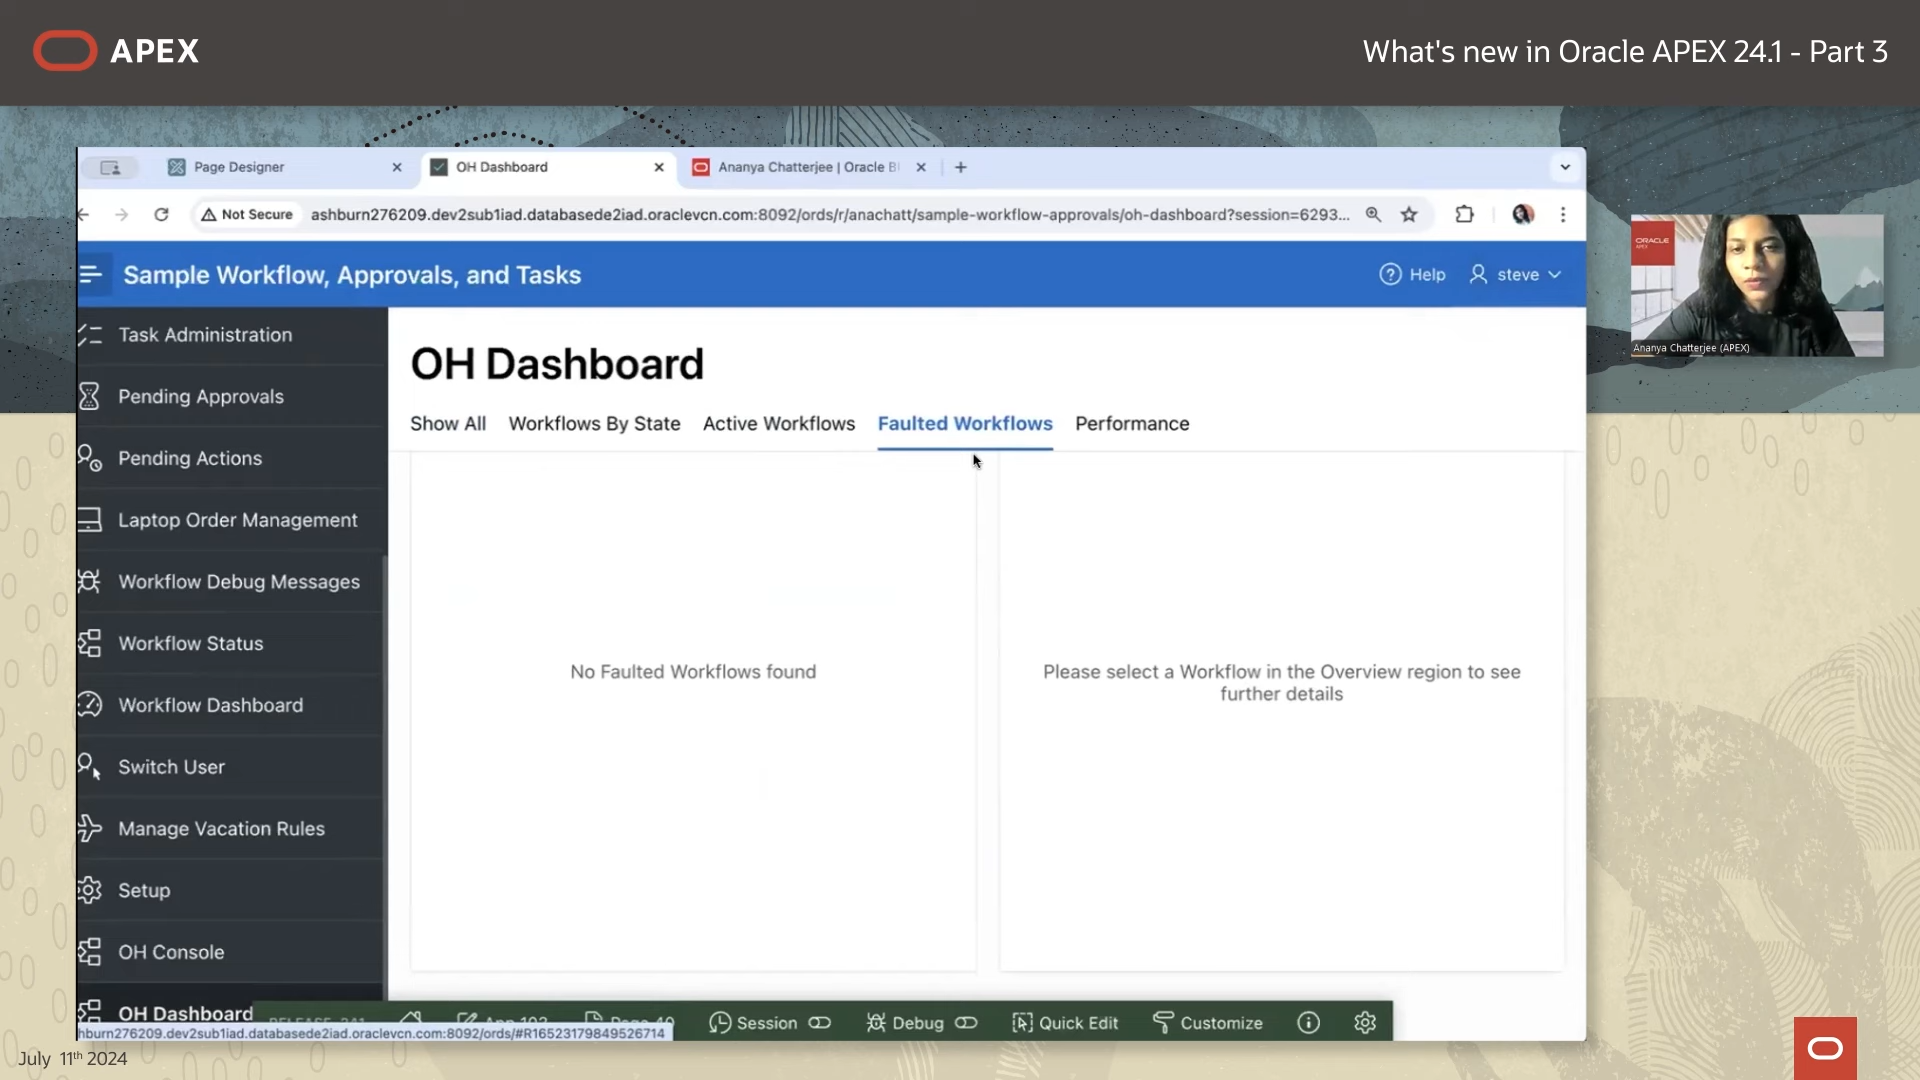 APEX
What's new in Oracle APEX 24.1 - Part 3
Page Designer
OH Dashboard
Ananya Chatterjee | Oracle B
Not Secure
ashburn276209.dev2sub1iad.databasede2iad.oraclevcn.com:8092/ords/r/anachatt/sample-workflow-approvals/oh-dashboard?session=6293...
Sample Workflow, Approvals, and Tasks
Help
steve
ORACLE
APEX
Ananya Chatterjee (APEX)
Task Administration
Pending Approvals
Pending Actions
Laptop Order Management
Workflow Debug Messages
Workflow Status
Workflow Dashboard
Switch User
Manage Vacation Rules
Setup
OH Console
OH Dashboard
OH Dashboard
Show All
Workflows By State
Active Workflows
Faulted Workflows
Performance
No Faulted Workflows found
Please select a Workflow in the Overview region to see
further details
Session
Debug
Quick Edit
Customize
hburn276209.dev2sub1iad.databasede2iad.oraclevcn.com:8092/ords/#R16523179849526714
July 11th 2024